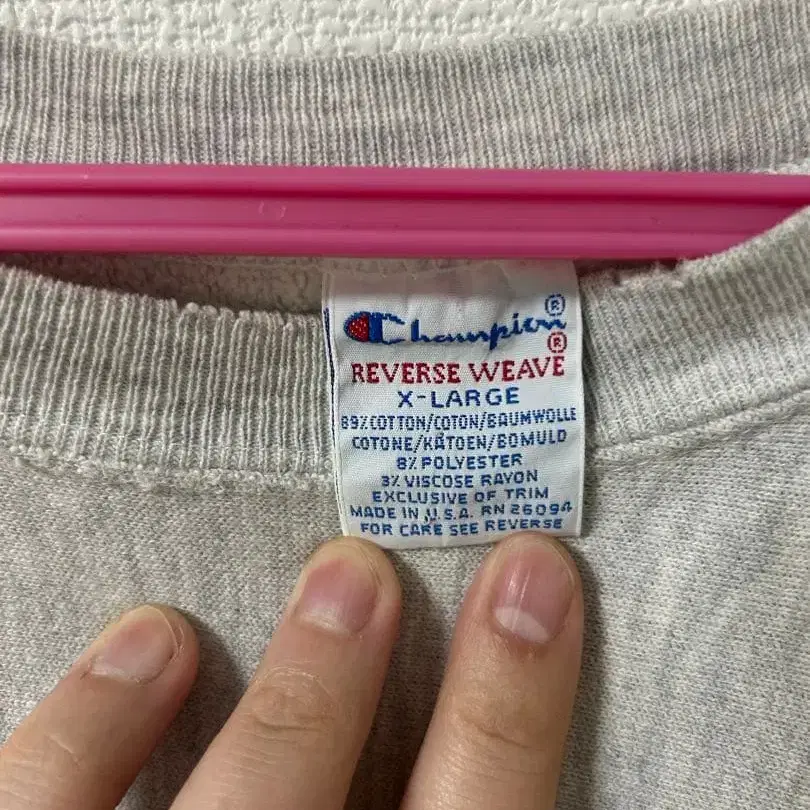 Champion®
REVERSE WEAVE®
X-LARGE
89% COTTON/COTON/BAUMWOLLE
COTONE/KATOEN/BOMULD
8% POLYESTER
3% VISCOSE RAYON
EXCLUSIVE OF TRIM
MADE IN U.S.A. RN 26094
FOR CARE SEE REVERSE